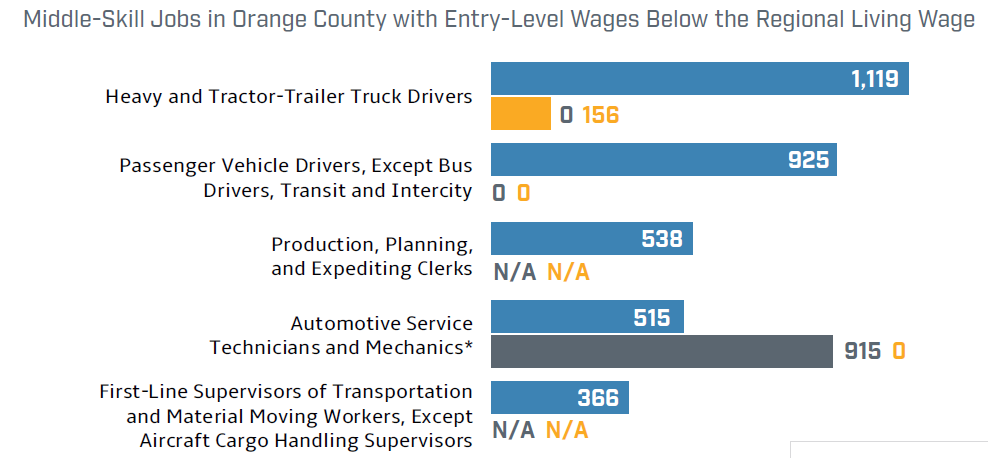 Middle-Skill Jobs in Orange County with Entry-Level Wages Below the Regional Living Wage
Heavy and Tractor-Trailer Truck Drivers
1,119
0 156
Passenger Vehicle Drivers, Except Bus
Drivers, Transit and Intercity
925
0 0
Production, Planning,
and Expediting Clerks
538
N/A N/A
Automotive Service
Technicians and Mechanics*
515
915 0
First-Line Supervisors of Transportation
and Material Moving Workers, Except
Aircraft Cargo Handling Supervisors
366
N/A N/A